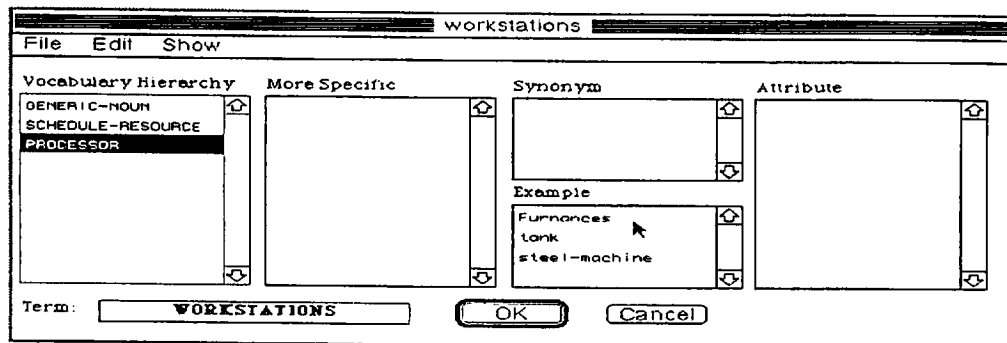 workstations
File Edit Show
Vocabulary Hierarchy
GENERIC-NOUN
SCHEDULE-RESOURCE
PROCESSOR
More Specific
Synonym
Example
Furnances
tank
steel-machine
Attribute
Term: WORKSTATIONS
OK
Cancel